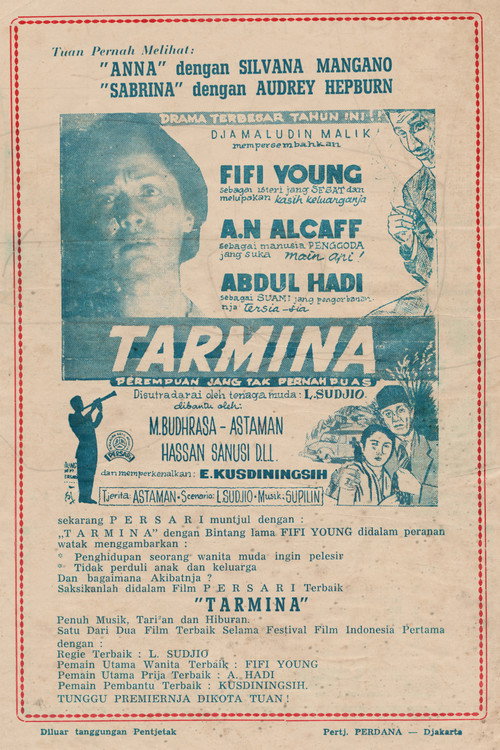 Tuan Pernah Melihat:
"ANNA" dengan SILVANA MANGANO
"SABRINA" dengan AUDREY HEPBURN
DRAMA TERBESAR TAHUN INI!!
DJAMALUDIN MALIK
mempersembahkan
FIFI YOUNG
sebagai isteri jang SESAT dan
melupakan kasih keluarganja
A.N ALCAFF
sebagai manusia PENGGODA
jang suka main api!
ABDUL HADI
sebagai SUAMI jang pengorbanan
nja tersia-sia
TARMINA
PEREMPUAN JANG TAK PERNAH PUAS
Disutradarai oleh tenaga muda: L.SUDJIO.
dibantu oleh:
M.BUDHRASA - ASTAMAN
HASSAN SANUSI DLL.
PERSARI
dan memperkenalkan: E.KUSDININGSIH
Tjerita: ASTAMAN • Scenario: L SUDJIO • Musik: SUPILIN
sekarang PERSARI muntjul dengan :
„TARMINA" dengan Bintang lama FIFI YOUNG didalam peranan
watak menggambarkan :
* Penghidupan seorang wanita muda ingin pelesir
* Tidak perduli anak dan keluarga
Dan bagaimana Akibatnja ?
Saksikanlah didalam Film PERSARI Terbaik
"TARMINA"
Penuh Musik, Tari'an dan Hiburan.
Satu Dari Dua Film Terbaik Selama Festival Film Indonesia Pertama
dengan :
Regie Terbaik : L. SUDJIO
Pemain Utama Wanita Terbaik : FIFI YOUNG
Pemain Utama Prija Terbaik : A. HADI
Pemain Pembantu Terbaik : KUSDININGSIH.
TUNGGU PREMIERNJA DIKOTA TUAN!
Diluar tanggungan Pentjetak
Pertj. PERDANA — Djakarta